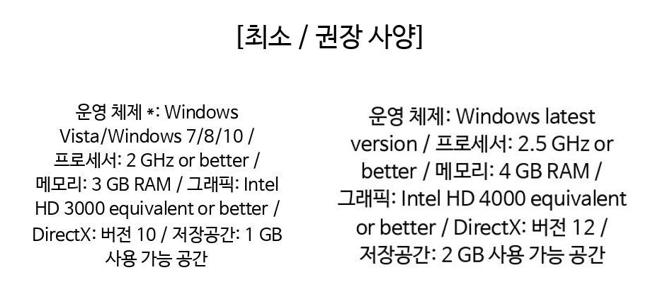 [최소 / 권장 사양]
운영 체제 *: Windows
Vista/Windows 7/8/10 /
프로세서: 2 GHz or better /
메모리: 3 GB RAM / 그래픽: Intel
HD 3000 equivalent or better /
DirectX: 버전 10 / 저장공간: 1 GB
사용 가능 공간
운영 체제: Windows latest
version / 프로세서: 2.5 GHz or
better / 메모리: 4 GB RAM /
그래픽: Intel HD 4000 equivalent
or better / DirectX: 버전 12 /
저장공간: 2 GB 사용 가능 공간